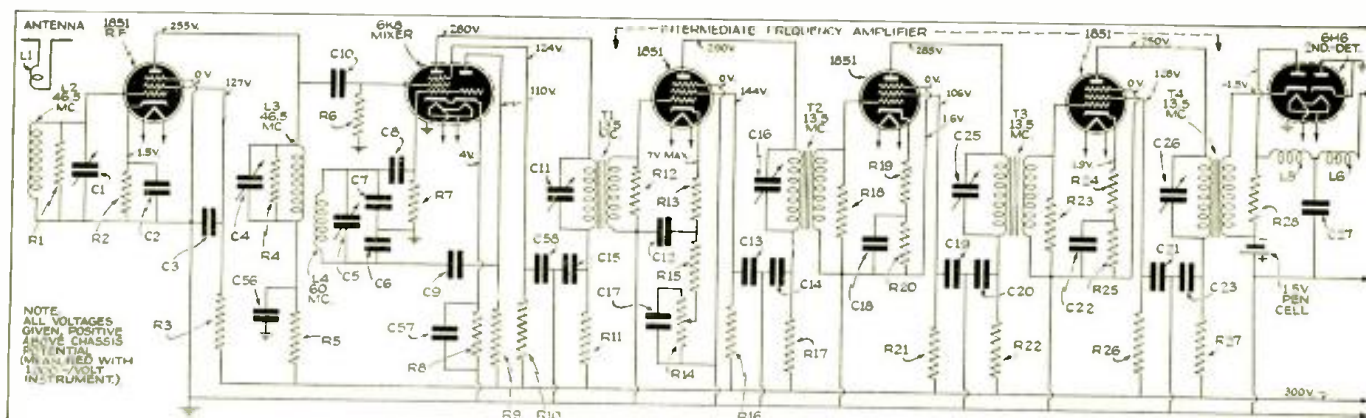 ANTENNA
L1
1851
R.F.
255V.
0V.
127V.
L2
46.5
MC
1.5V.
C1
R1
R2
C2
C3
L3
46.5
MC
C4
R4
C56
R3
R5
C10
R6
6K8
MIXER
280V.
124V.
110V.
C8
C7
R7
4V.
L4
60
MC
C5
C6
C9
C57
R8
R9
R10
INTERMEDIATE FREQUENCY AMPLIFIER
T1
MC
C11
C58
C15
R11
1851
290V.
0V.
144V.
7V MAX.
R12
R13
C12
R15
C17
R14
R16
C16
T2
13.5
MC
C13
C14
R17
1851
285V.
0V.
106V.
1.6V.
R19
R18
C18
R20
R21
C25
T3
13.5
MC
C19
C20
R22
1851
250V.
0V.
128V.
1.9V.
R24
R23
C22
R25
R26
C26
T4
13.5
MC
C21
C23
R27
6H6
2ND. DET.
-1.5V.
L5
L6
R28
C27
1.5V
PEN
CELL
300V.
NOTE
ALL VOLTAGES
GIVEN, POSITIVE
ABOVE CHASSIS
POTENTIAL
(MEASURED WITH
/VOLT
INSTRUMENT.)